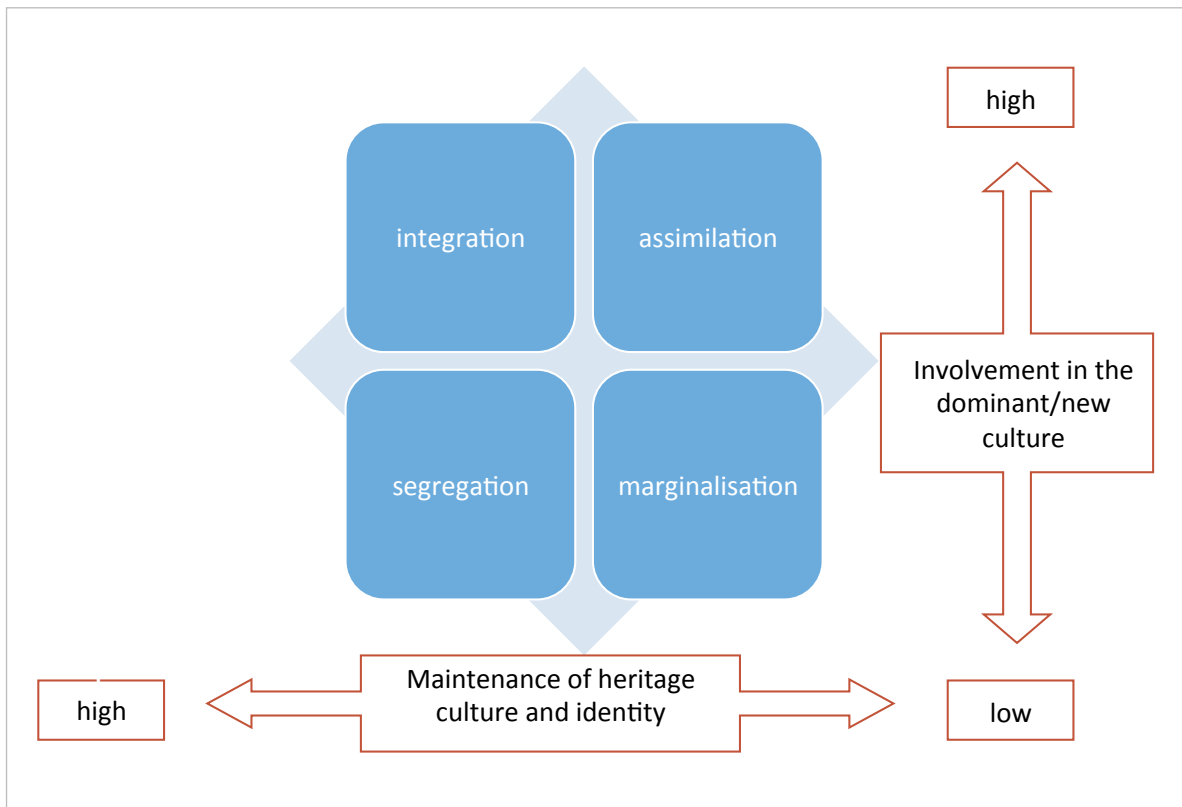 high
integration
assimilation
Involvement in the
dominant/new
culture
segregation
marginalisation
Maintenance of heritage
culture and identity
high
low